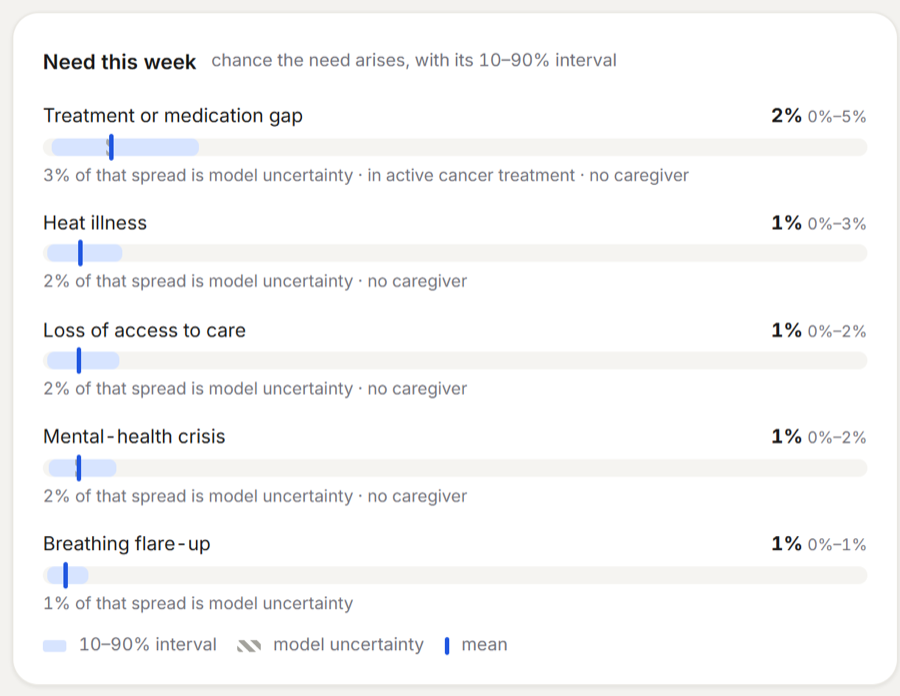 Need this week chance the need arises, with its 10–90% interval
Treatment or medication gap 2% 0%–5%
3% of that spread is model uncertainty · in active cancer treatment · no caregiver
Heat illness 1% 0%–3%
2% of that spread is model uncertainty · no caregiver
Loss of access to care 1% 0%–2%
2% of that spread is model uncertainty · no caregiver
Mental-health crisis 1% 0%–2%
2% of that spread is model uncertainty · no caregiver
Breathing flare-up 1% 0%–1%
1% of that spread is model uncertainty
10–90% interval model uncertainty mean